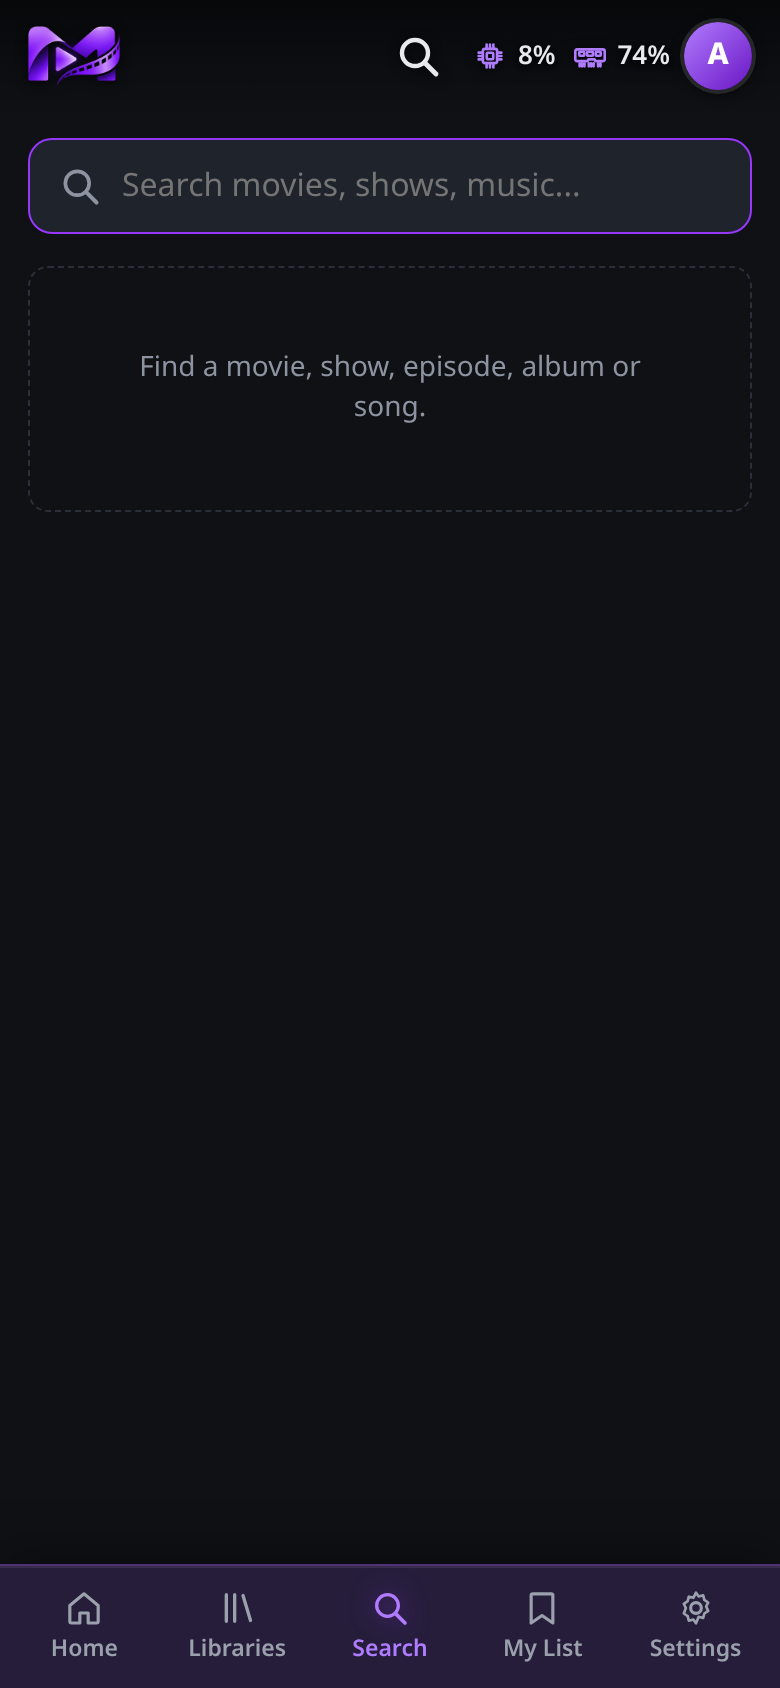 8% 74% A
Search movies, shows, music...
Find a movie, show, episode, album or
song.
Home Libraries Search My List Settings